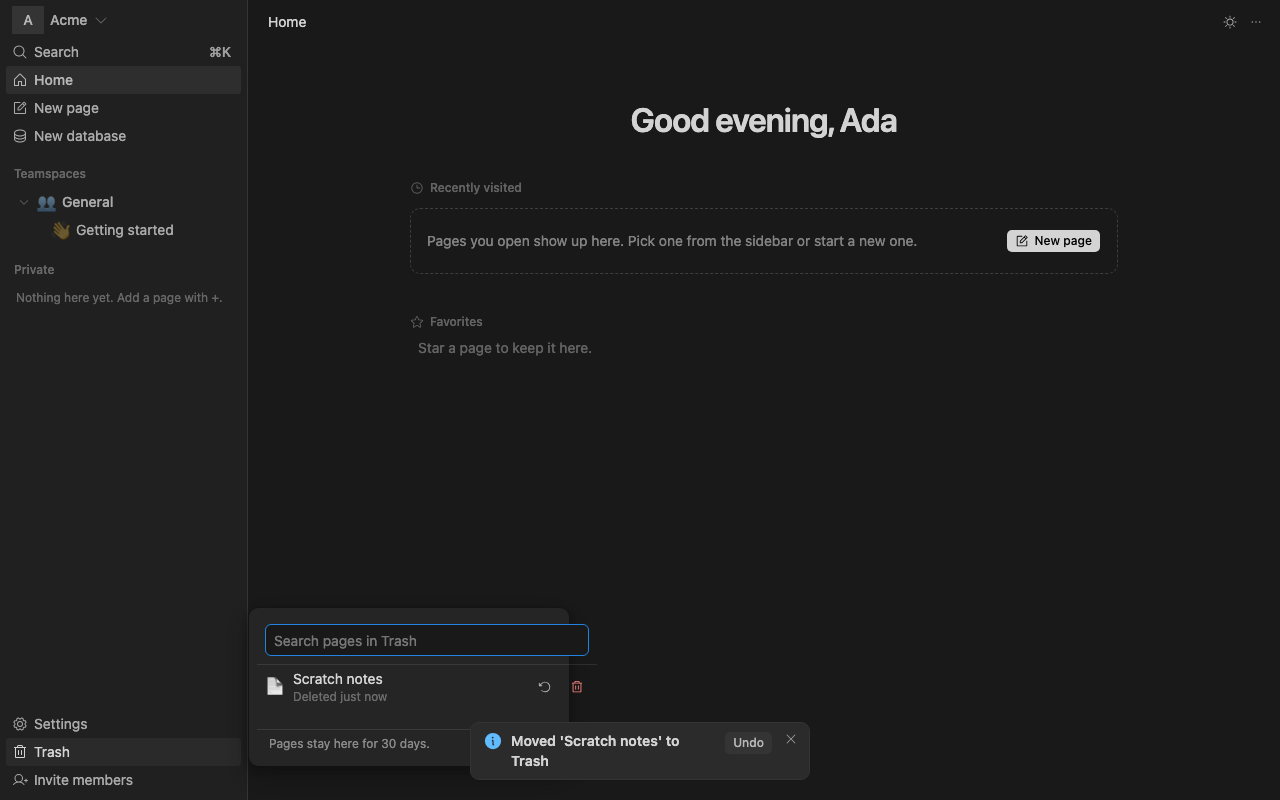 A Acme
Search ⌘K
Home
New page
New database
Teamspaces
General
Getting started
Private
Nothing here yet. Add a page with +.
Settings
Trash
Invite members
Home
Good evening, Ada
Recently visited
Pages you open show up here. Pick one from the sidebar or start a new one.
New page
Favorites
Star a page to keep it here.
Search pages in Trash
Scratch notes
Deleted just now
Pages stay here for 30 days.
Moved 'Scratch notes' to
Trash
Undo